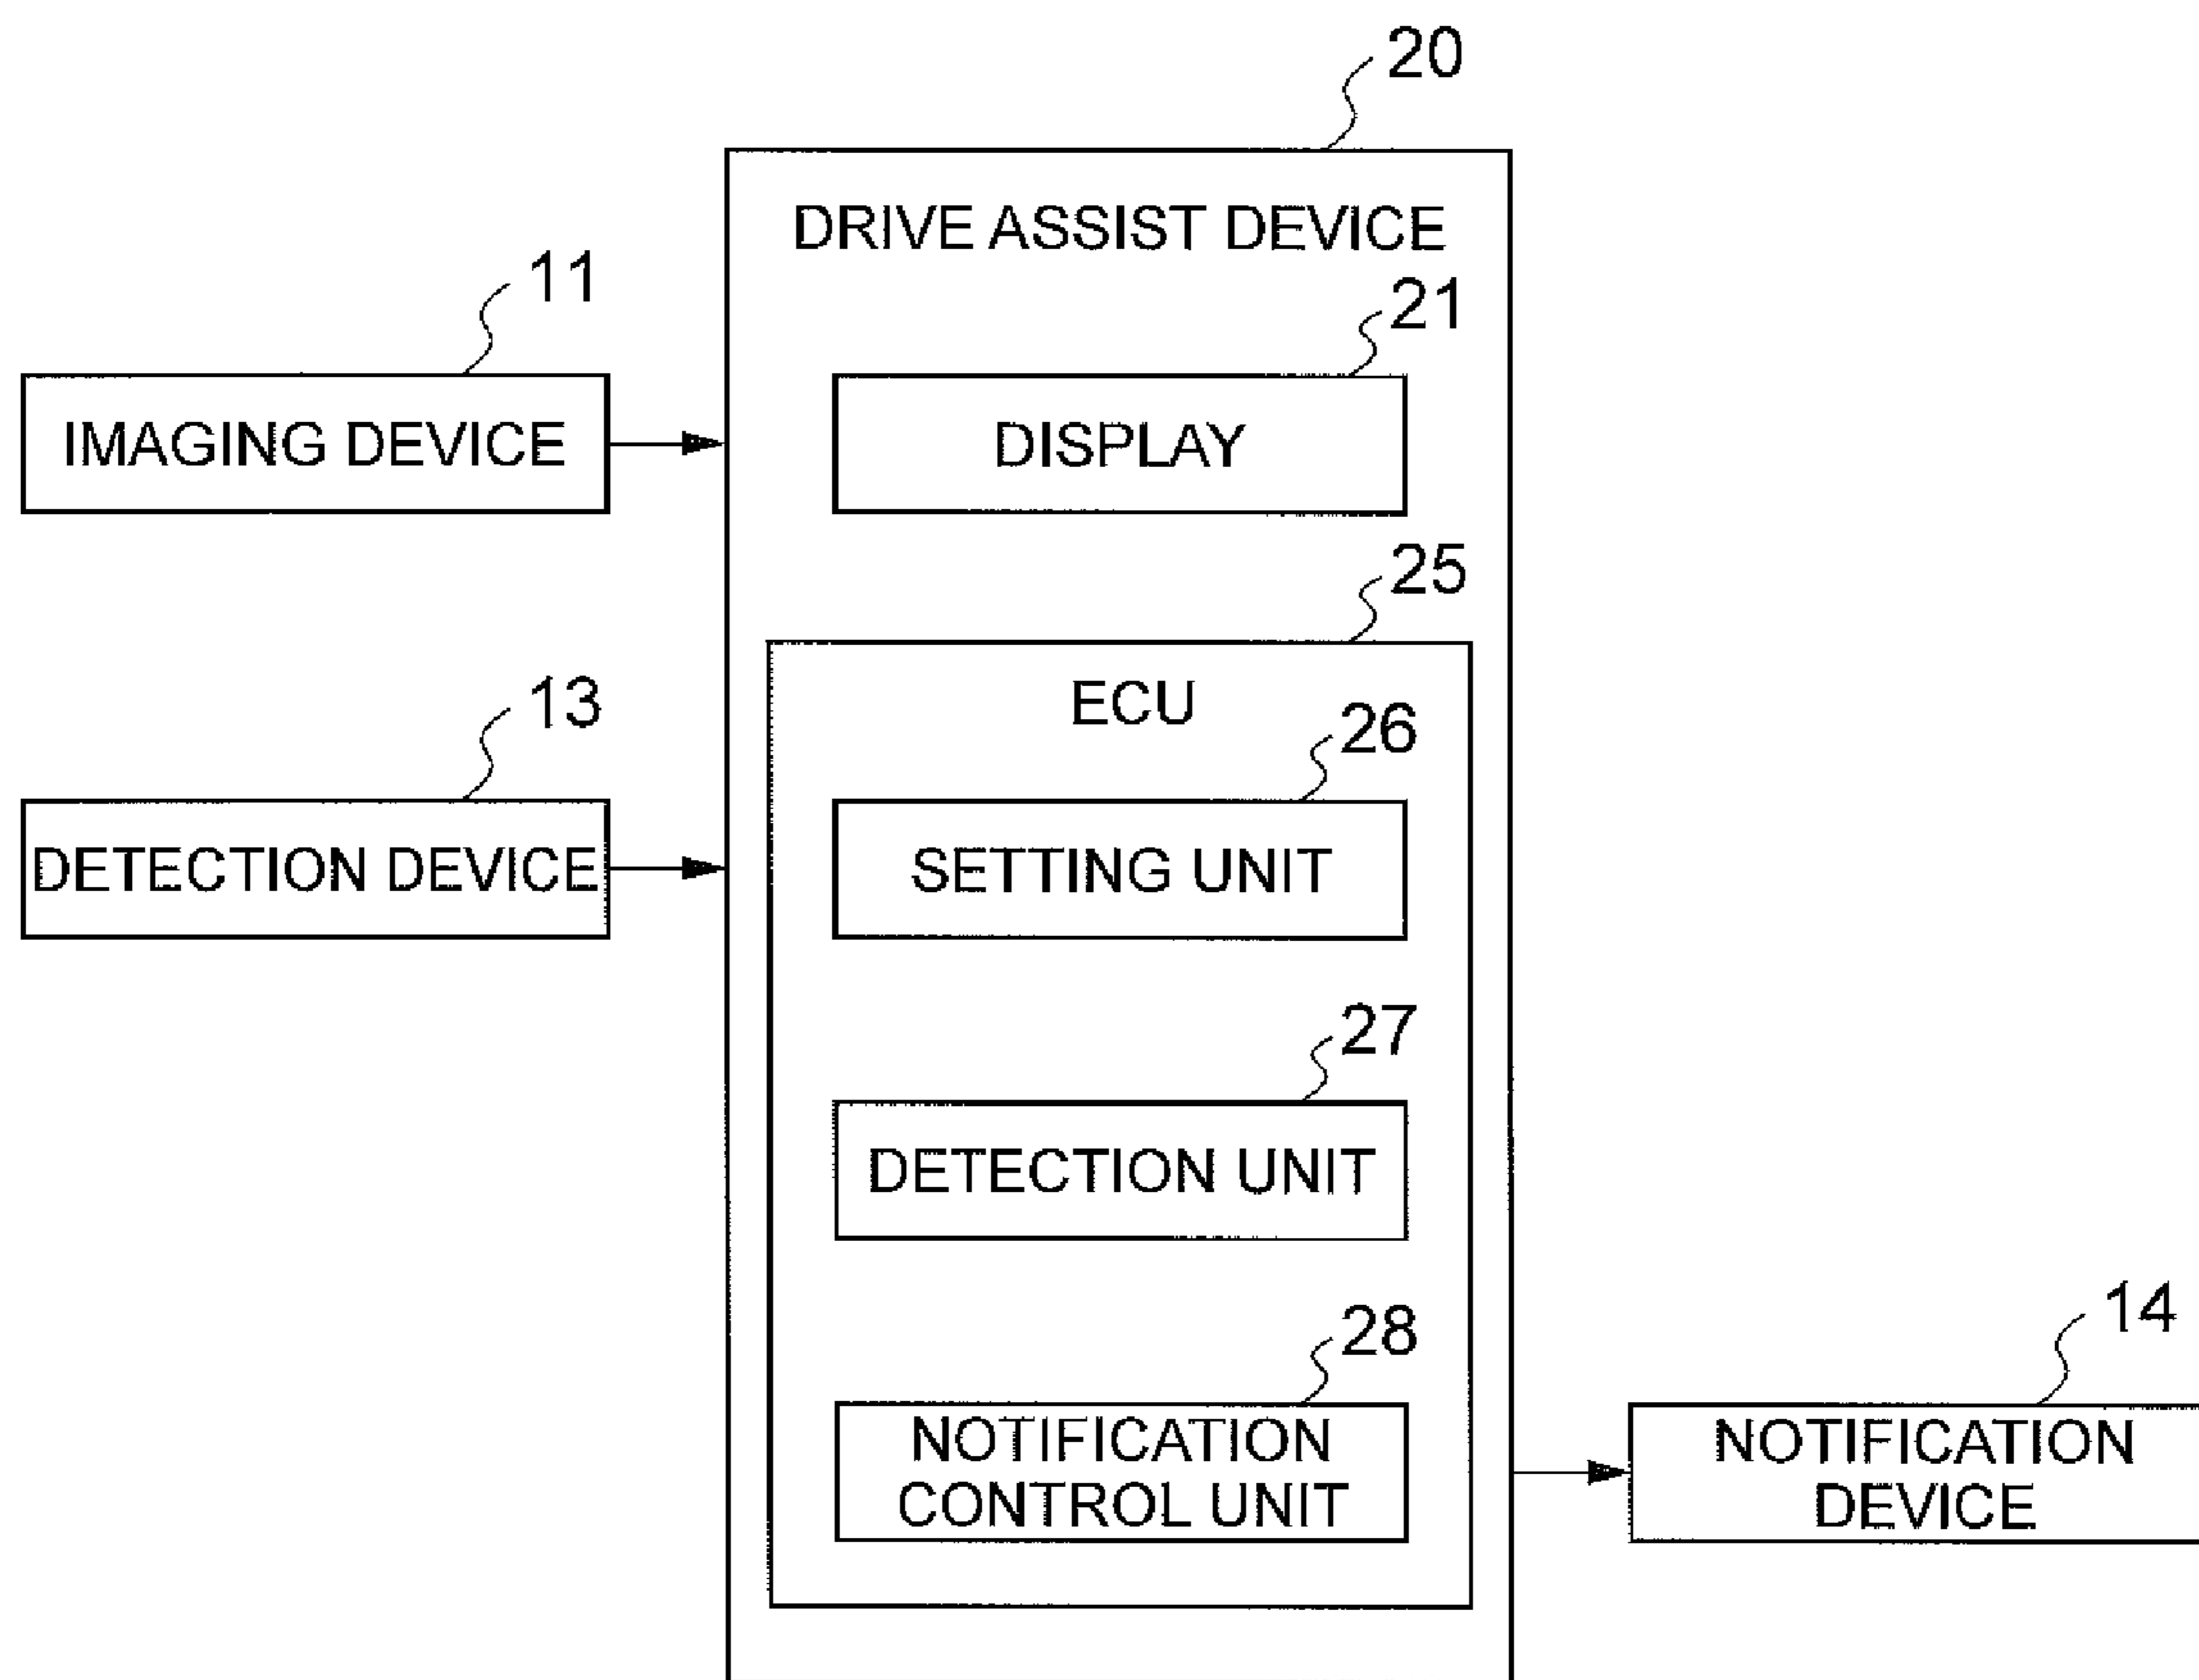 20
DRIVE ASSIST DEVICE
11
21
IMAGING DEVICE
DISPLAY
25
13
ECU
26
DETECTION DEVICE
SETTING UNIT
27
DETECTION UNIT
28
14
NOTIFICATION
CONTROL UNIT
NOTIFICATION
DEVICE